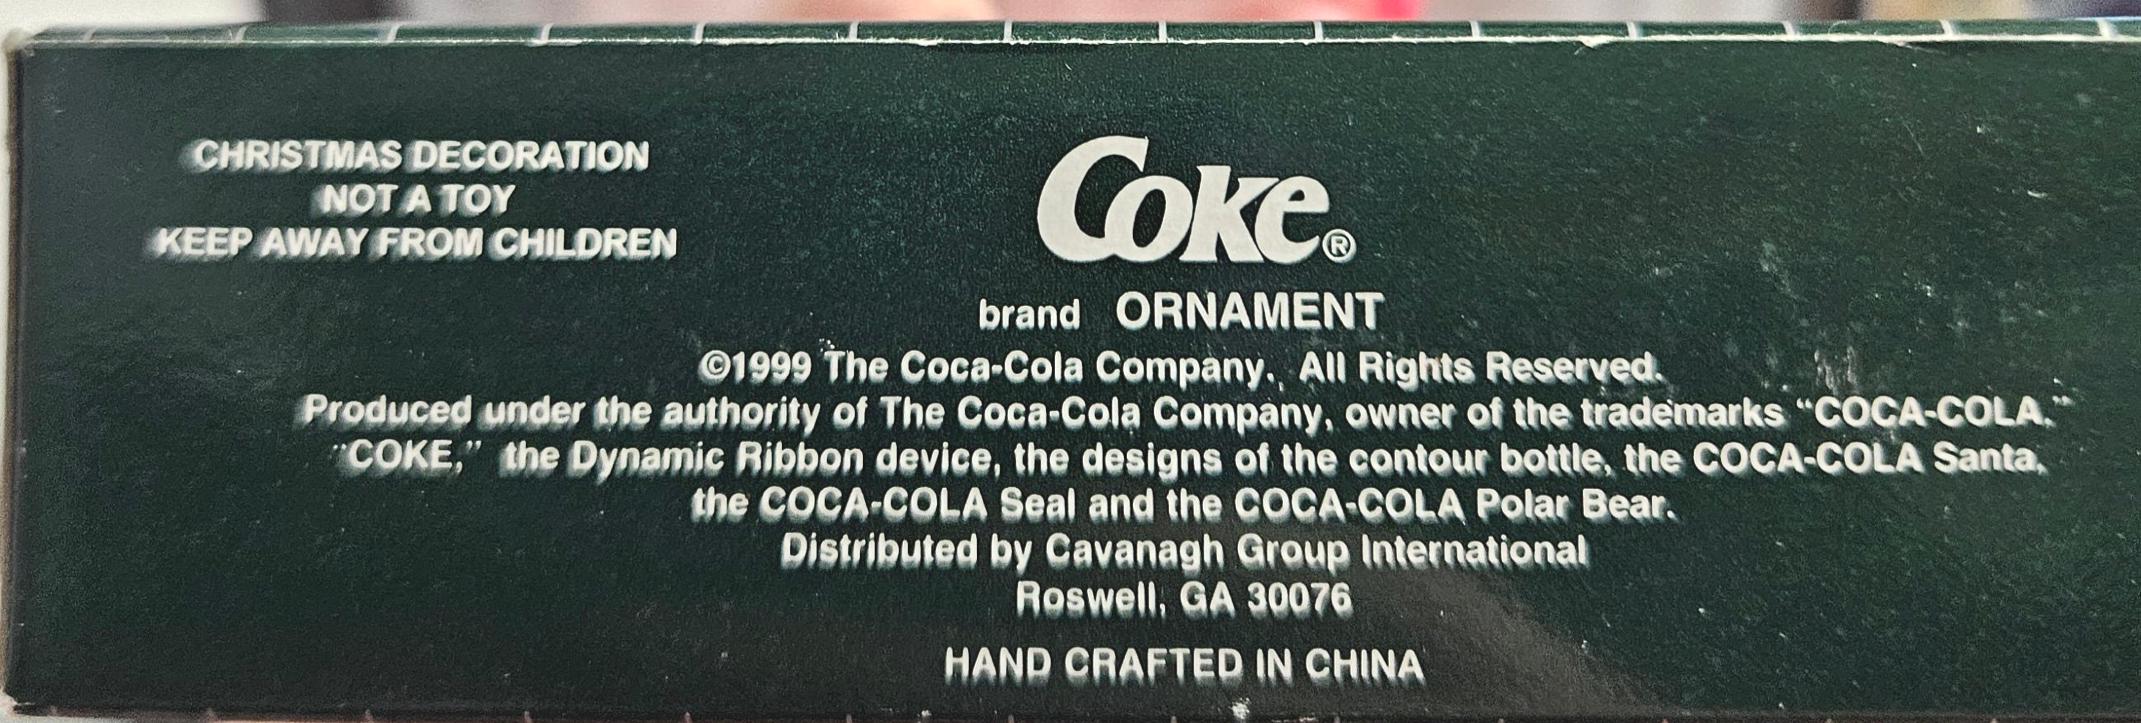 CHRISTMAS DECORATION
NOT A TOY
KEEP AWAY FROM CHILDREN
Coke®
brand ORNAMENT
©1999 The Coca-Cola Company. All Rights Reserved.
Produced under the authority of The Coca-Cola Company, owner of the trademarks “COCA-COLA,”
“COKE,” the Dynamic Ribbon device, the designs of the contour bottle, the COCA-COLA Santa,
the COCA-COLA Seal and the COCA-COLA Polar Bear.
Distributed by Cavanagh Group International
Roswell, GA 30076
HAND CRAFTED IN CHINA